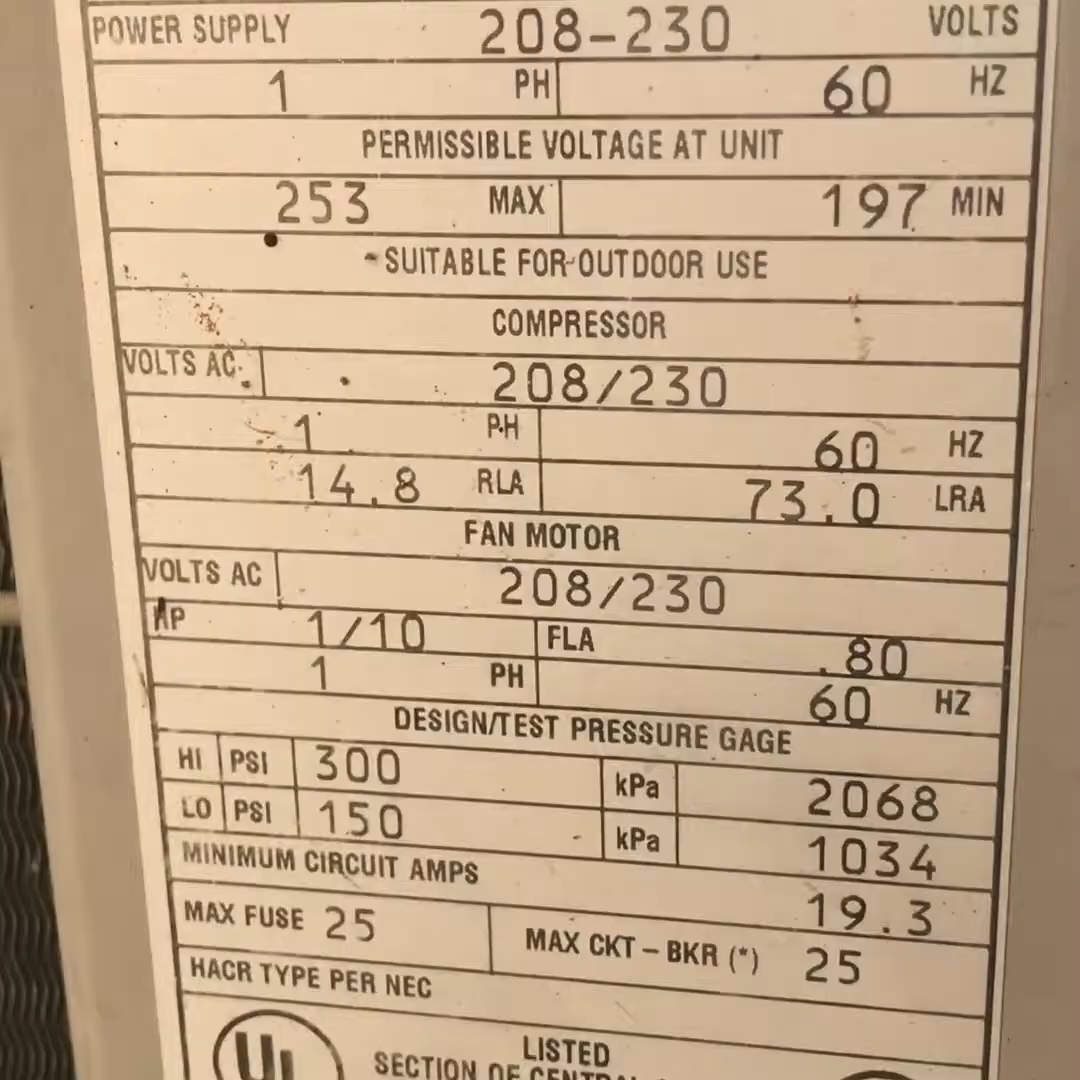 POWER SUPPLY 208-230 VOLTS
1 PH 60 HZ
PERMISSIBLE VOLTAGE AT UNIT
253 MAX 197 MIN
SUITABLE FOR OUTDOOR USE
COMPRESSOR
VOLTS AC 208/230
1 PH 60 HZ
14.8 RLA 73.0 LRA
FAN MOTOR
VOLTS AC 208/230
HP 1/10 FLA .80
1 PH 60 HZ
DESIGN/TEST PRESSURE GAGE
HI PSI 300 kPa 2068
LO PSI 150 kPa 1034
MINIMUM CIRCUIT AMPS 19.3
MAX FUSE 25 MAX CKT-BKR (*) 25
HACR TYPE PER NEC
UL LISTED
SECTION OF